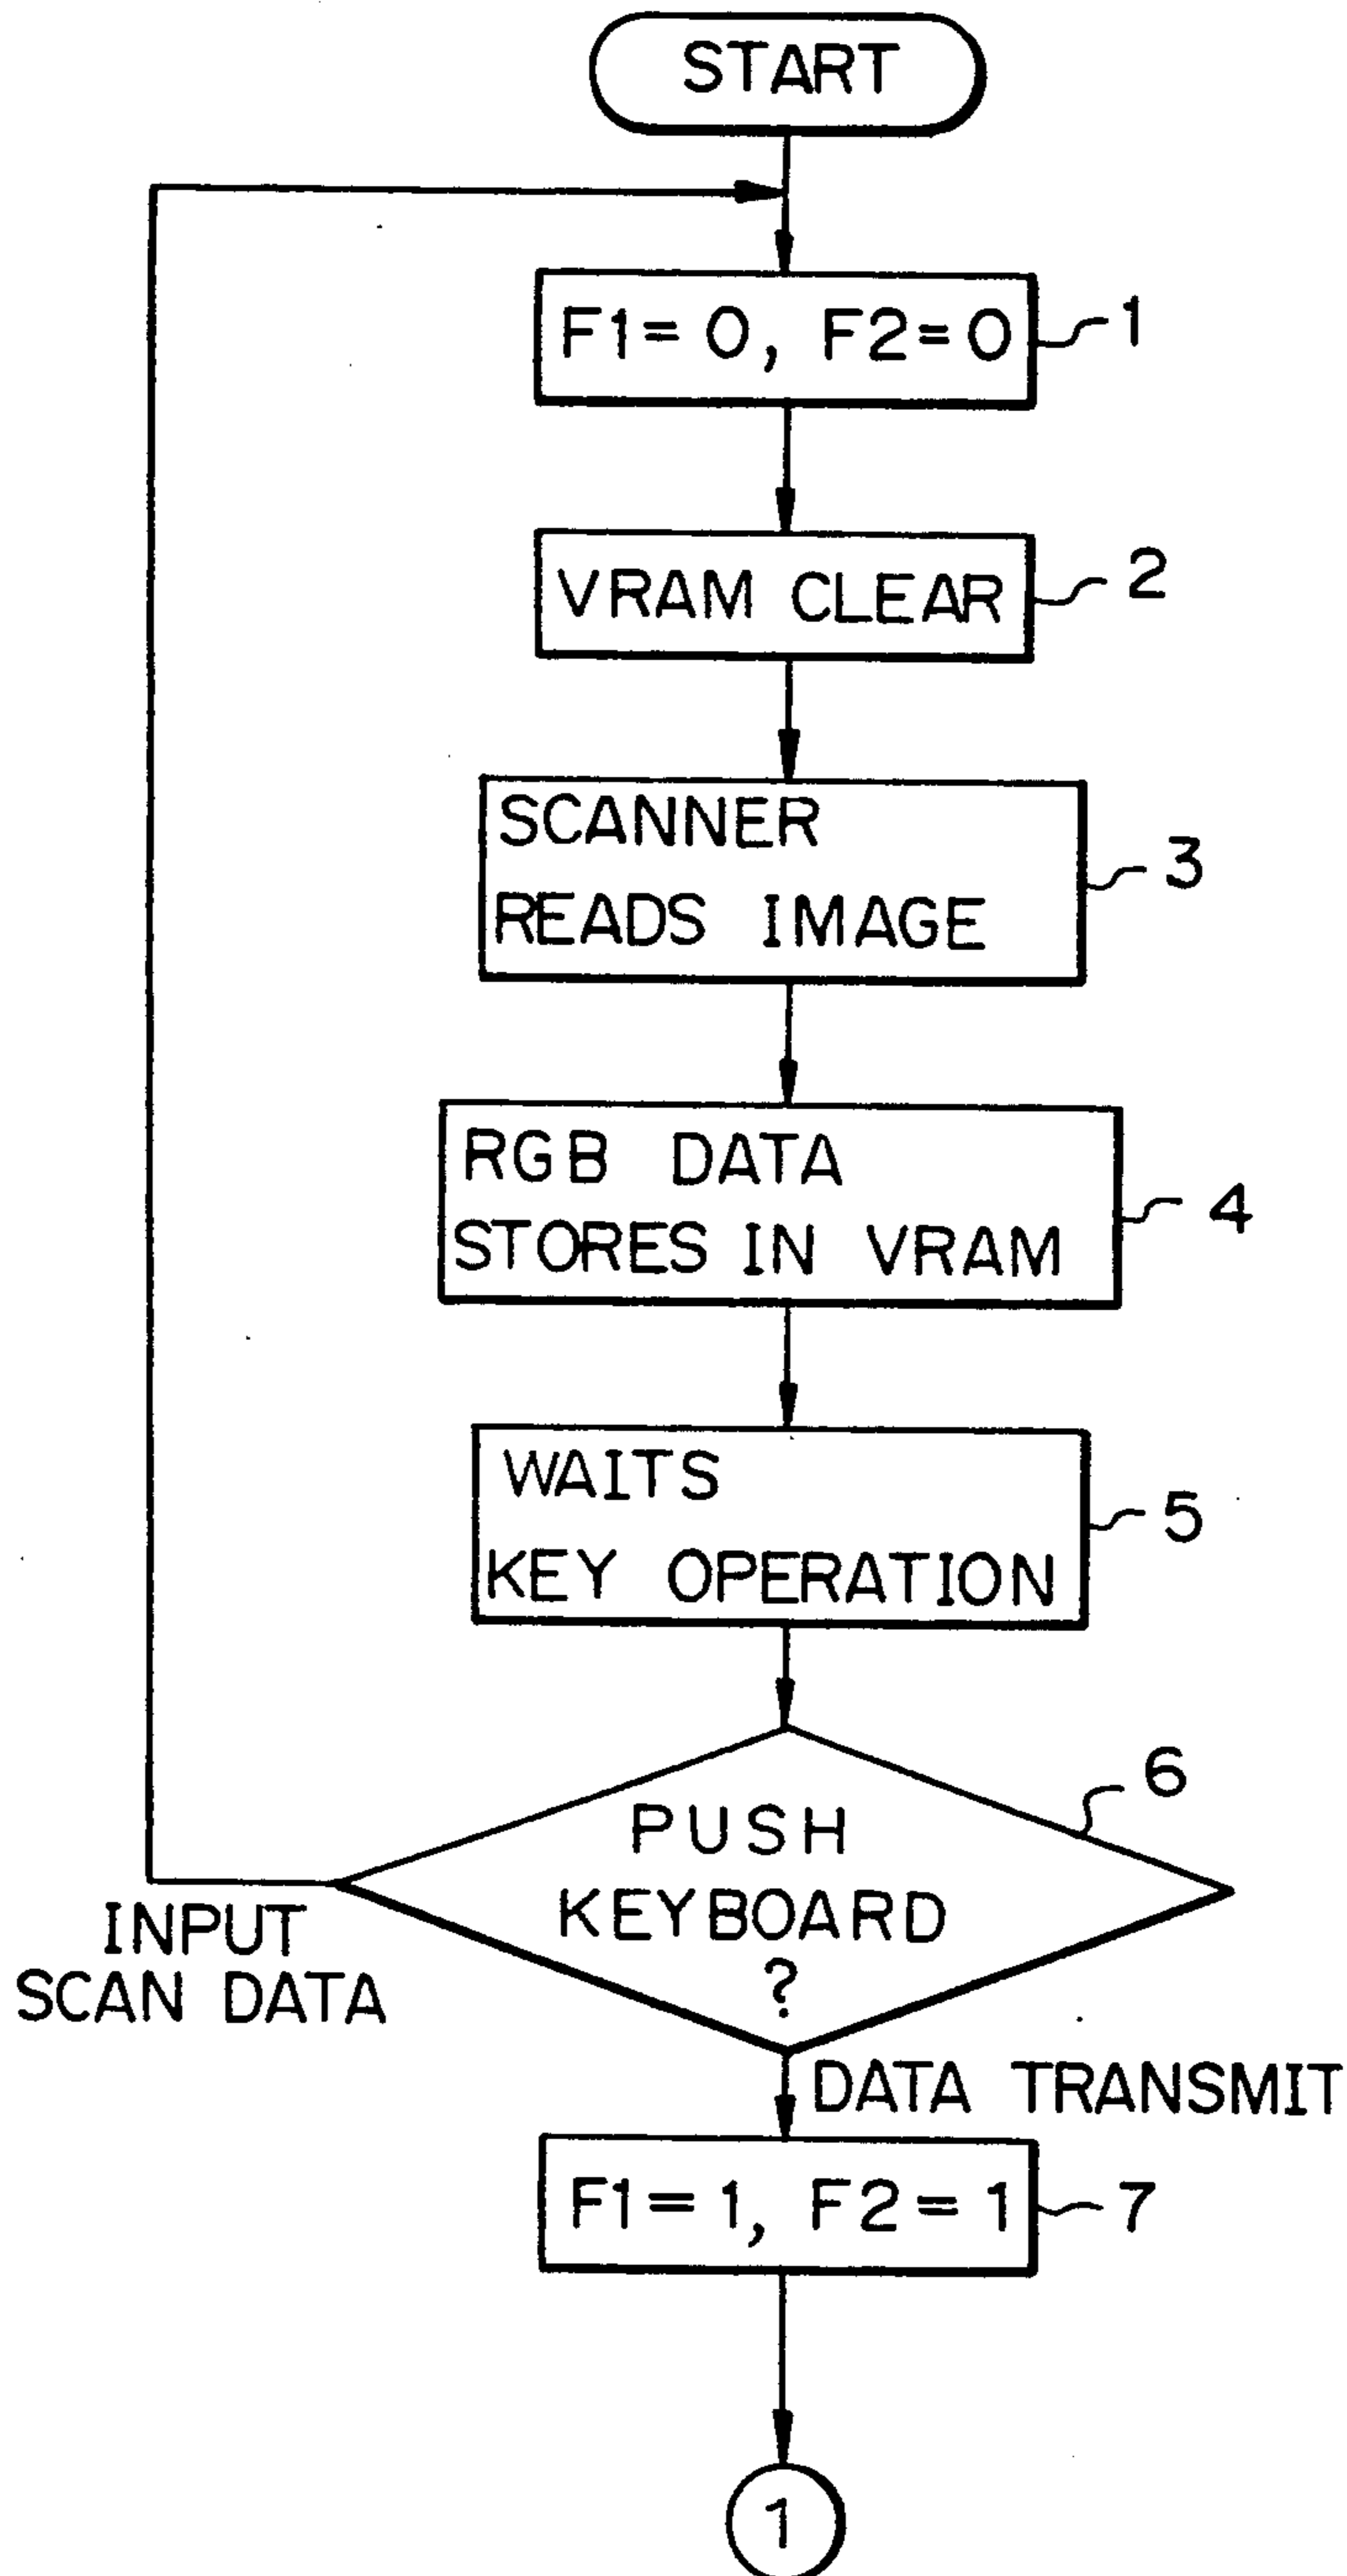 START
F1=0, F2=0
1
VRAM CLEAR
2
SCANNER
READS IMAGE
3
RGB DATA
STORES IN VRAM
4
WAITS
KEY OPERATION
5
6
PUSH
KEYBOARD
?
INPUT
SCAN DATA
DATA TRANSMIT
F1=1, F2=1
7
1